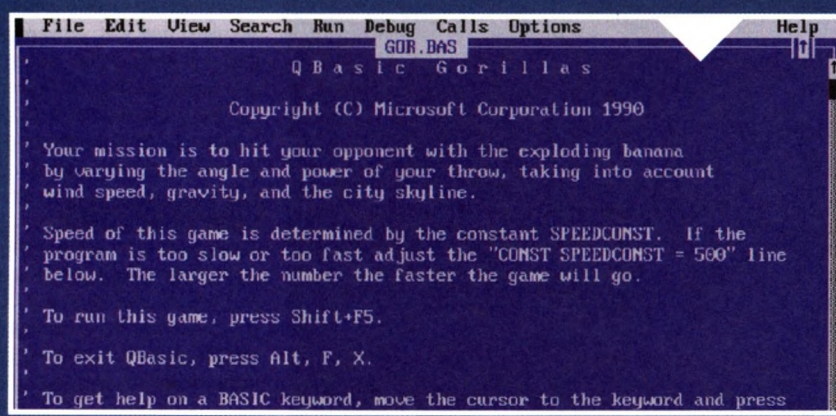 File Edit View Search Run Debug Calls Options Help
GOR.BAS
Q B a s i c   G o r i l l a s
Copyright (C) Microsoft Corporation 1990
' Your mission is to hit your opponent with the exploding banana
' by varying the angle and power of your throw, taking into account
' wind speed, gravity, and the city skyline.
' Speed of this game is determined by the constant SPEEDCONST.  If the
' program is too slow or too fast adjust the "CONST SPEEDCONST = 500" line
' below.  The larger the number the faster the game will go.
' To run this game, press Shift+F5.
' To exit QBasic, press Alt, F, X.
' To get help on a BASIC keyword, move the cursor to the keyword and press